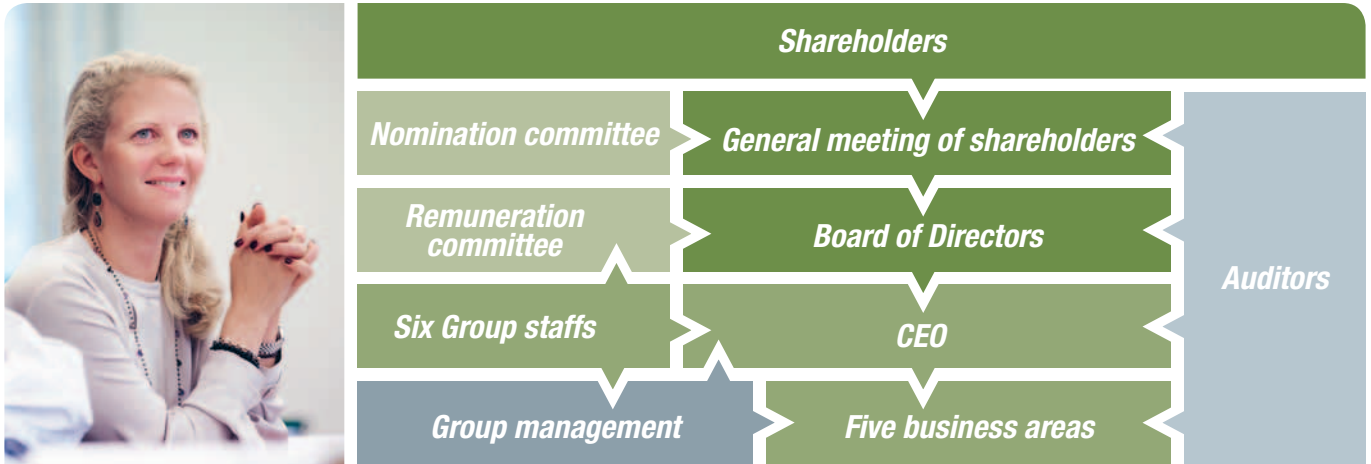 Shareholders
Nomination committee
General meeting of shareholders
Remuneration
committee
Board of Directors
Auditors
Six Group staffs
CEO
Group management
Five business areas